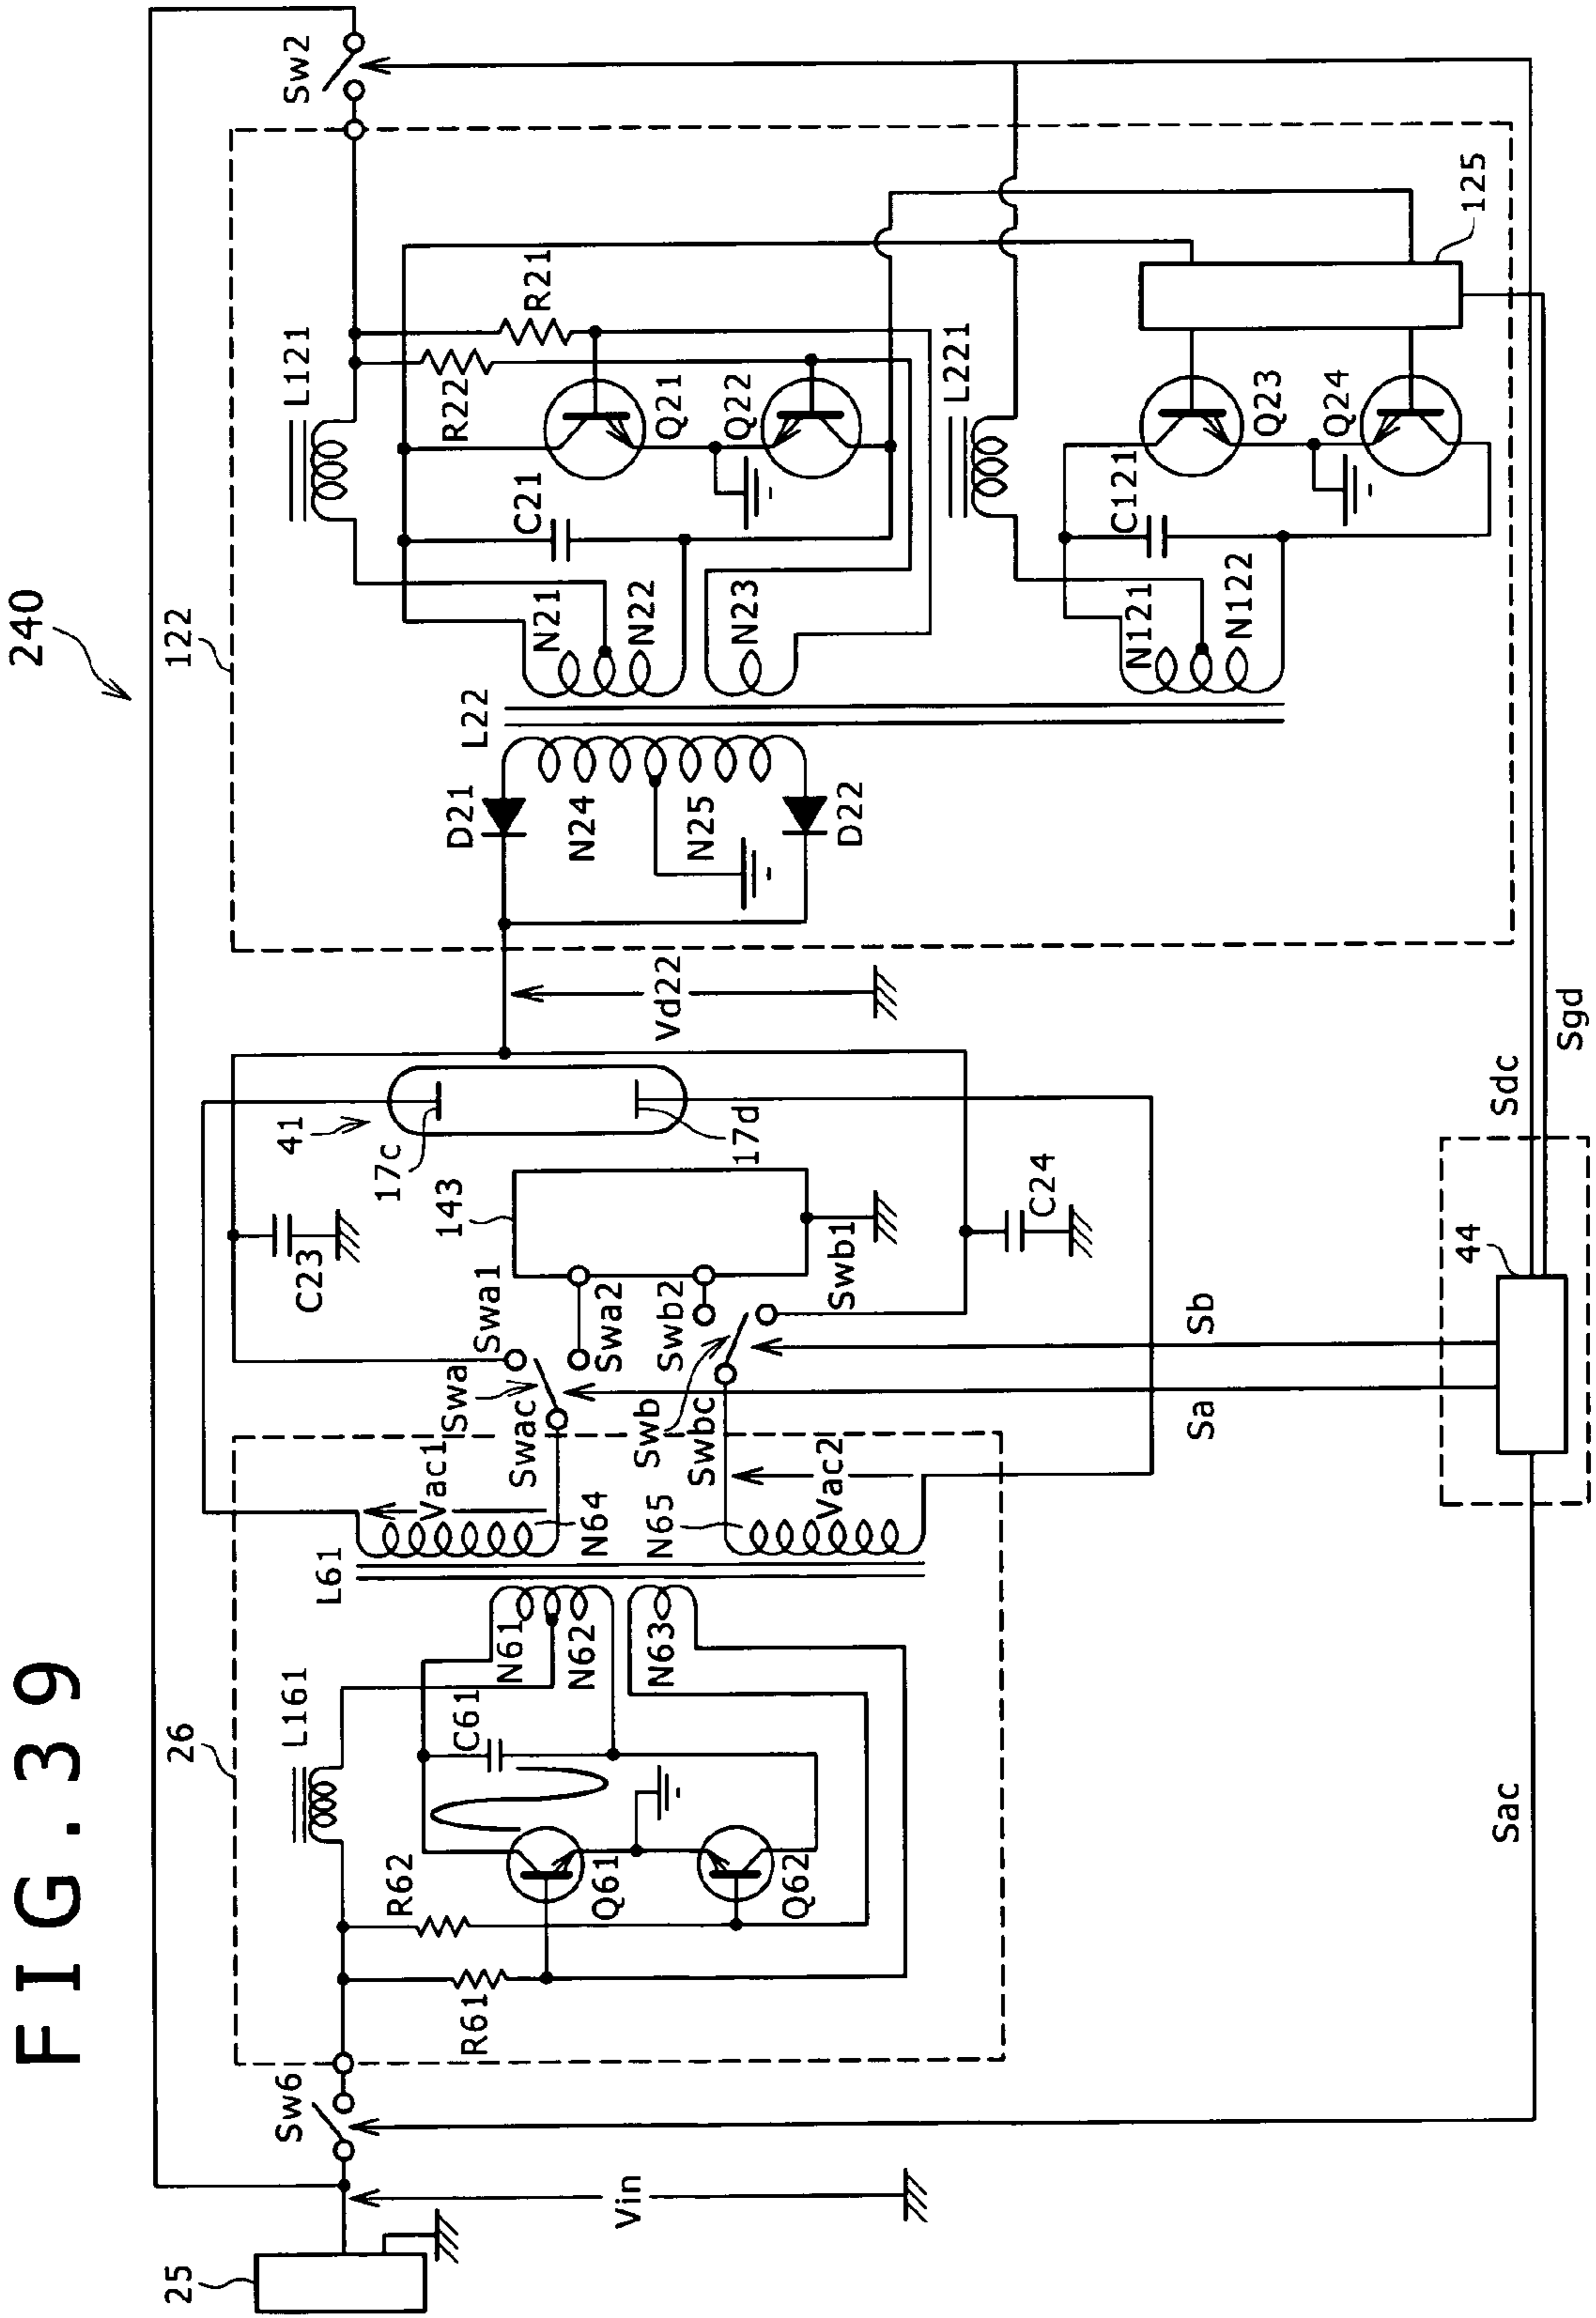 FIG. 39
240
25
Vin
Sw6
26
L161
R61
R62
Q61
Q62
C61
N61
N62
N63
L61
N64
N65
Vac1
Vac2
Swac
Swa
Swa1
Swa2
Swb
Swbc
Swb2
Swb1
143
C23
C24
41
17c
17d
Vd22
Sa
Sb
Sac
44
Sdc
Sgd
122
D21
D22
N24
N25
L22
N21
N22
N23
C21
L121
R22
R21
Q21
Q22
L221
N121
N122
C121
Q23
Q24
125
Sw2